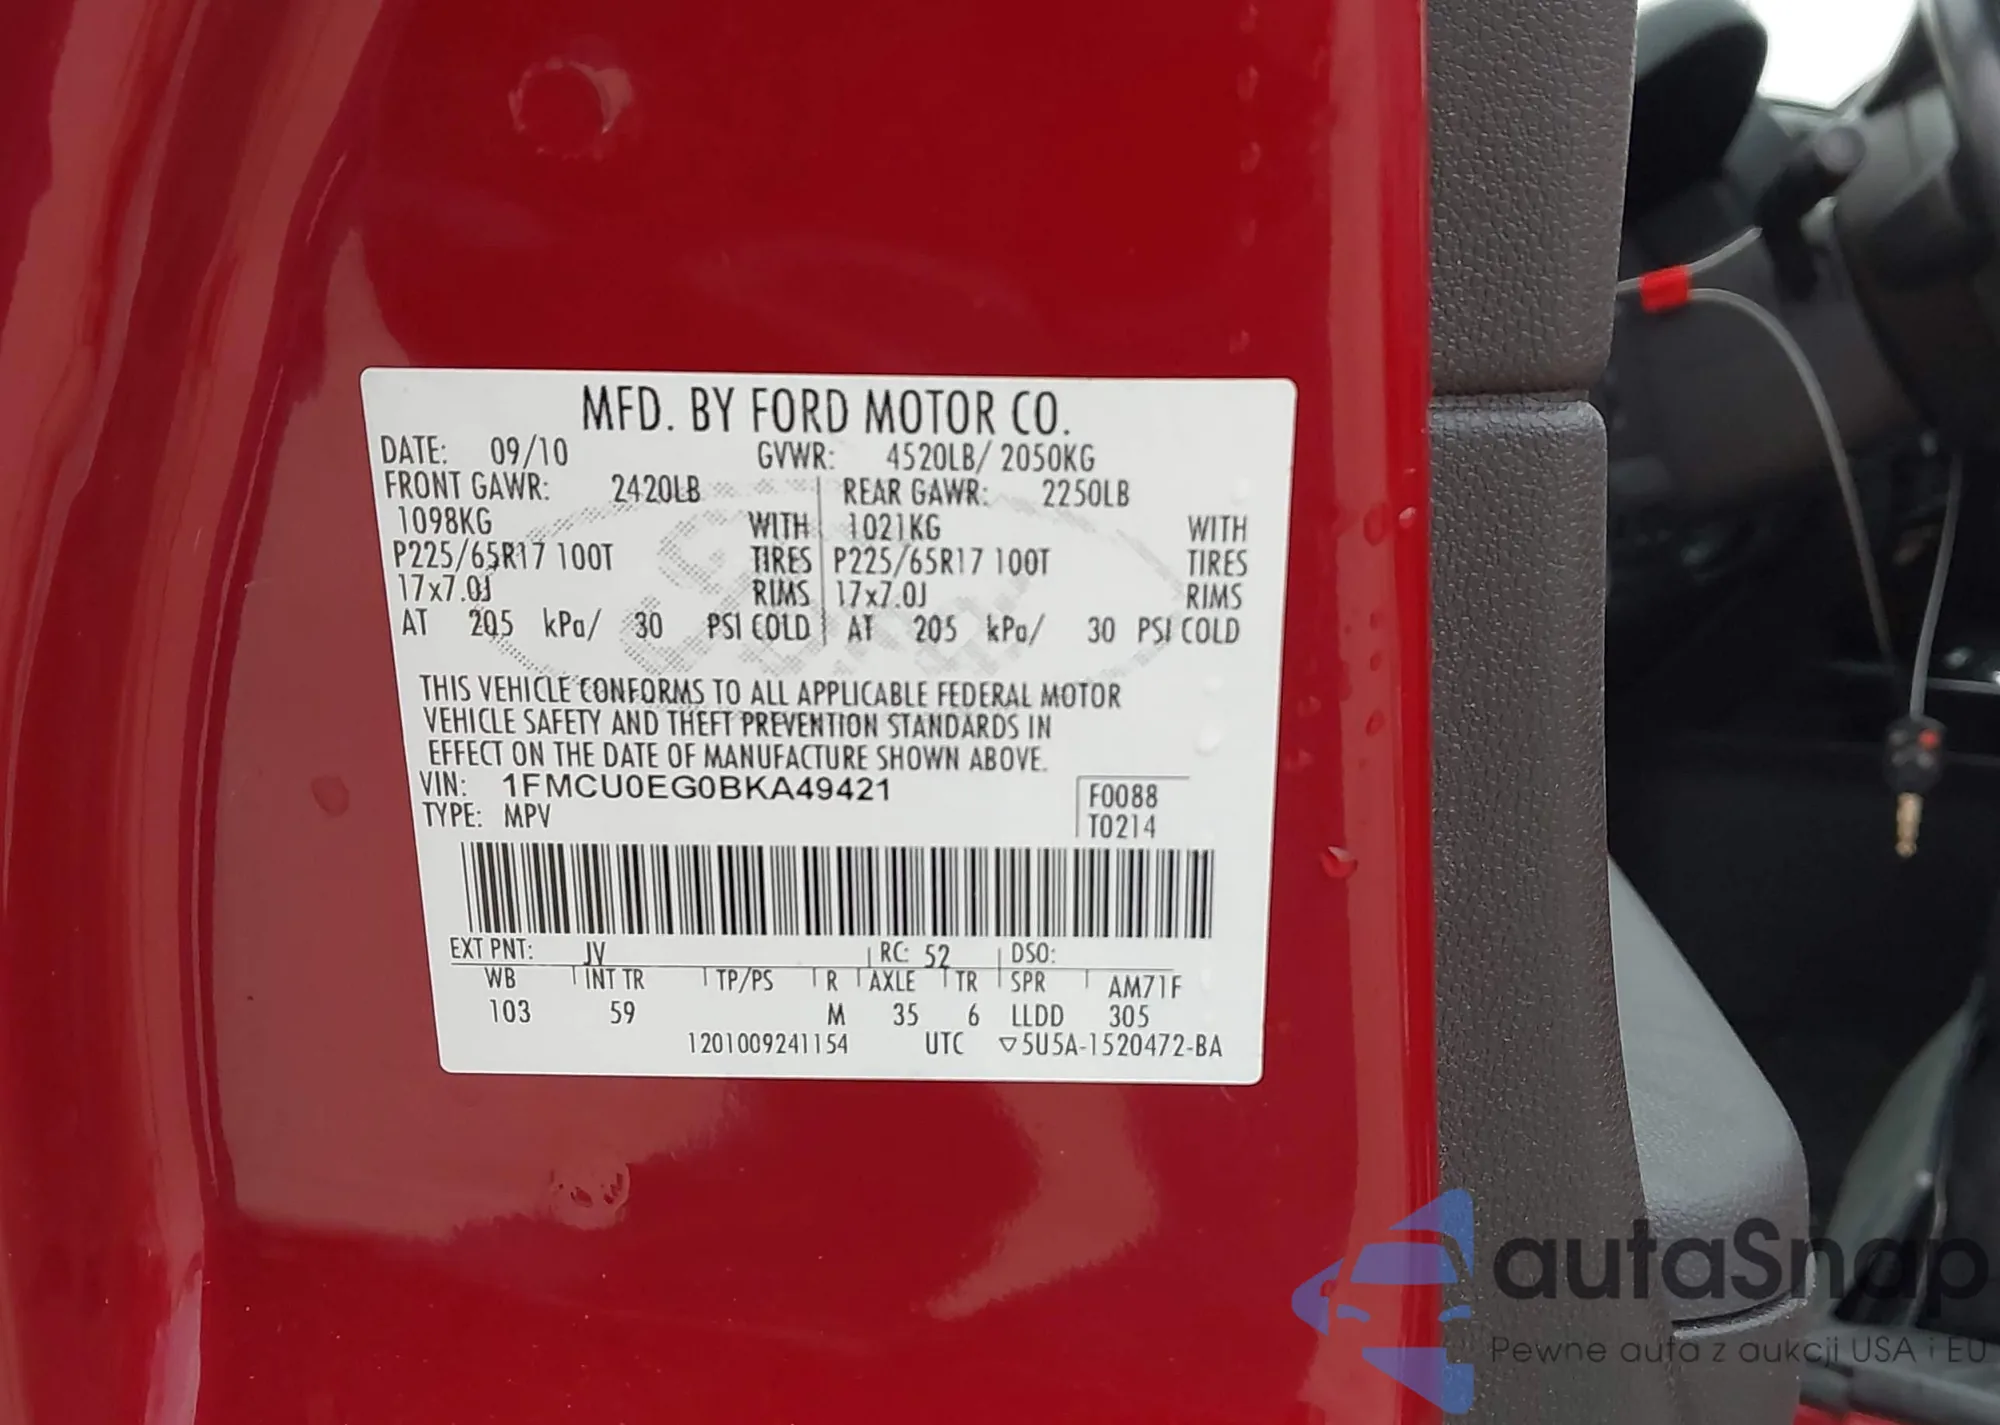 MFD. BY FORD MOTOR CO.
DATE: 09/10 GVWR: 4520LB/ 2050KG
FRONT GAWR: 2420LB REAR GAWR: 2250LB
1098KG WITH 1021KG WITH
P225/65R17 100T TIRES P225/65R17 100T TIRES
17x7.0J RIMS 17x7.0J RIMS
AT 205 kPa/ 30 PSI COLD AT 205 kPa/ 30 PSI COLD
THIS VEHICLE CONFORMS TO ALL APPLICABLE FEDERAL MOTOR
VEHICLE SAFETY AND THEFT PREVENTION STANDARDS IN
EFFECT ON THE DATE OF MANUFACTURE SHOWN ABOVE.
VIN: 1FMCU0EG0BKA49421 F0088
TYPE: MPV T0214
EXT PNT: JV RC: 52 DSO:
WB INT TR TP/PS R AXLE TR SPR AM71F
103 59 M 35 6 LLDD 305
1201009241154 UTC ▽5U5A-1520472-BA
autaSnap
Pewne auta z aukcji USA i EU